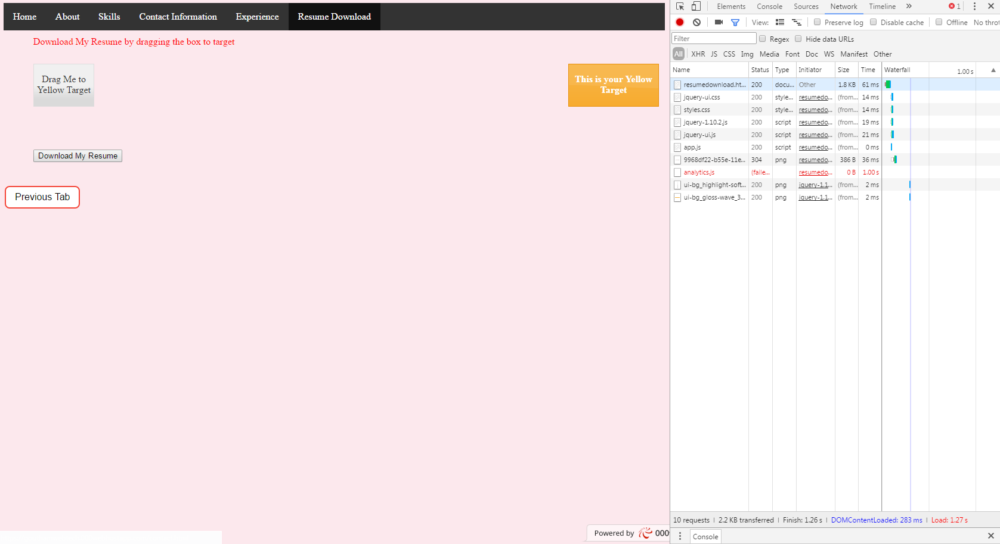 Home About Skills Contact Information Experience Resume Download
Download My Resume by dragging the box to target
Drag Me to
Yellow Target
This is your Yellow
Target
Download My Resume
Previous Tab
Powered by 000
Elements Console Sources Network Timeline » 1
View: Preserve log Disable cache Offline No thro
Filter Regex Hide data URLs
All XHR JS CSS Img Media Font Doc WS Manifest Other
Name Status Type Initiator Size Time Waterfall 1.00 s
resumedownload.ht... 200 docu... Other 1.8 KB 61 ms
jquery-ui.css 200 style... resumedo... (from... 14 ms
styles.css 200 style... resumedo... (from... 14 ms
jquery-1.10.2.js 200 script resumedo... (from... 19 ms
jquery-ui.js 200 script resumedo... (from... 21 ms
app.js 200 script resumedo... (from... 0 ms
9968df22-b55e-11e... 304 png resumedo... 386 B 36 ms
analytics.js (faile... resumedo... 0 B 1.00 s
ui-bg_highlight-soft... 200 png jquery-1.1... (from... 2 ms
ui-bg_gloss-wave_3... 200 png jquery-1.1... (from... 2 ms
10 requests | 2.2 KB transferred | Finish: 1.26 s | DOMContentLoaded: 283 ms | Load: 1.27 s
Console